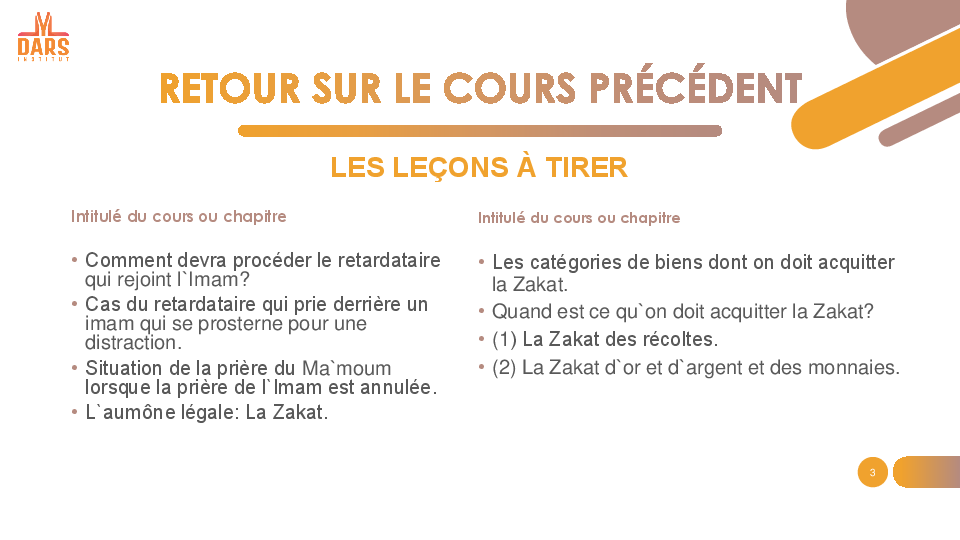 DARS
INSTITUT
RETOUR SUR LE COURS PRÉCÉDENT
LES LEÇONS À TIRER
Intitulé du cours ou chapitre
• Comment devra procéder le retardataire
qui rejoint l`Imam?
• Cas du retardataire qui prie derrière un
imam qui se prosterne pour une
distraction.
• Situation de la prière du Ma`moum
lorsque la prière de l`Imam est annulée.
• L`aumône légale: La Zakat.
Intitulé du cours ou chapitre
• Les catégories de biens dont on doit acquitter
la Zakat.
• Quand est ce qu`on doit acquitter la Zakat?
• (1) La Zakat des récoltes.
• (2) La Zakat d`or et d`argent et des monnaies.
3